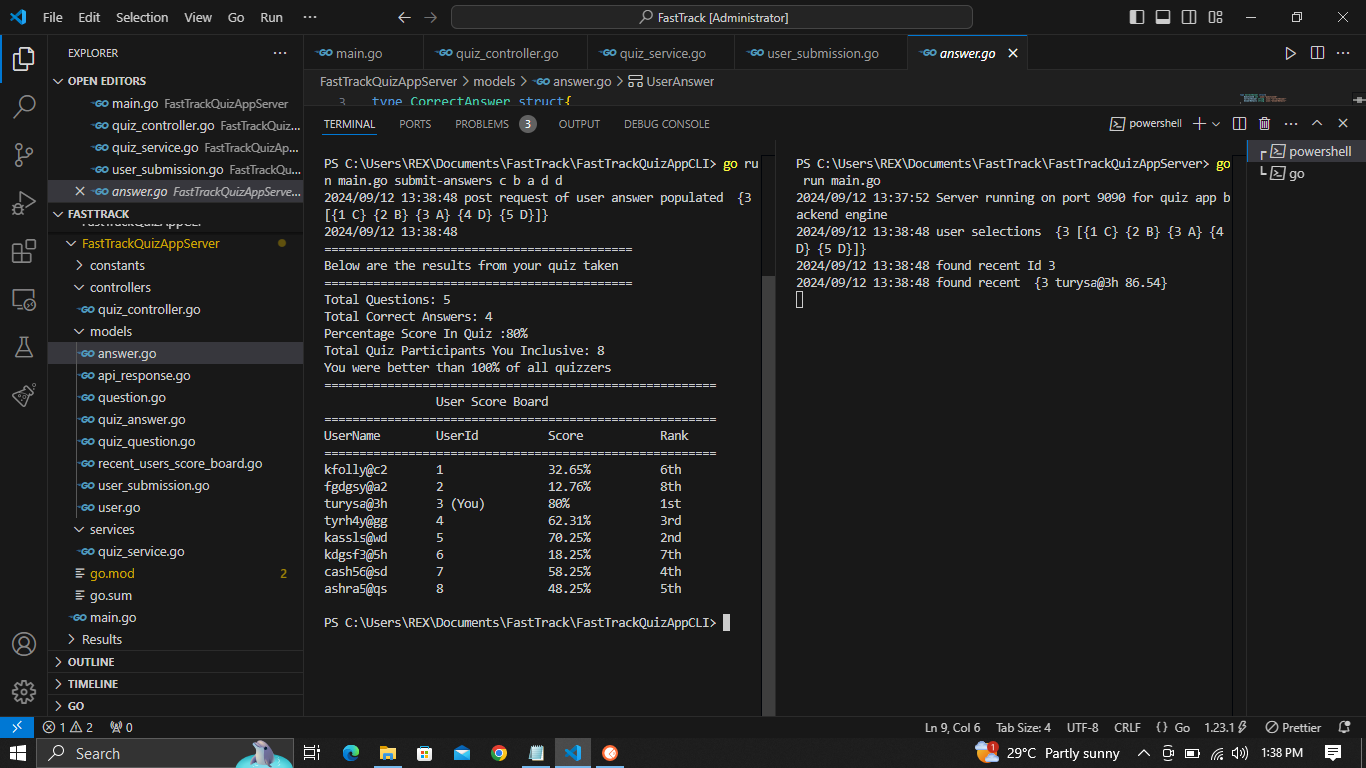 File Edit Selection View Go Run ··· FastTrack [Administrator]
EXPLORER ···
OPEN EDITORS
main.go FastTrackQuizAppServer
quiz_controller.go FastTrackQuiz...
quiz_service.go FastTrackQuizAp...
user_submission.go FastTrackQu...
answer.go FastTrackQuizAppServe...
FASTTRACK
FastTrackQuizAppServer
constants
controllers
quiz_controller.go
models
answer.go
api_response.go
question.go
quiz_answer.go
quiz_question.go
recent_users_score_board.go
user_submission.go
user.go
services
quiz_service.go
go.mod 2
go.sum
main.go
Results
OUTLINE
TIMELINE
GO
main.go quiz_controller.go quiz_service.go user_submission.go answer.go
FastTrackQuizAppServer > models > answer.go > UserAnswer
3 type CorrectAnswer struct{
TERMINAL PORTS PROBLEMS 3 OUTPUT DEBUG CONSOLE powershell
PS C:\Users\REX\Documents\FastTrack\FastTrackQuizAppCLI> go ru
n main.go submit-answers c b a d d
2024/09/12 13:38:48 post request of user answer populated  {3
[{1 C} {2 B} {3 A} {4 D} {5 D}]}
2024/09/12 13:38:48
============================================
Below are the results from your quiz taken
============================================
Total Questions: 5
Total Correct Answers: 4
Percentage Score In Quiz :80%
Total Quiz Participants You Inclusive: 8
You were better than 100% of all quizzers
========================================================
User Score Board
========================================================
UserName UserId Score Rank
========================================================
kfolly@c2 1 32.65% 6th
fgdgsy@a2 2 12.76% 8th
turysa@3h 3 (You) 80% 1st
tyrh4y@gg 4 62.31% 3rd
kassls@wd 5 70.25% 2nd
kdgsf3@5h 6 18.25% 7th
cash56@sd 7 58.25% 4th
ashra5@qs 8 48.25% 5th
PS C:\Users\REX\Documents\FastTrack\FastTrackQuizAppCLI>
PS C:\Users\REX\Documents\FastTrack\FastTrackQuizAppServer> go
run main.go
2024/09/12 13:37:52 Server running on port 9090 for quiz app b
ackend engine
2024/09/12 13:38:48 user selections  {3 [{1 C} {2 B} {3 A} {4
D} {5 D}]}
2024/09/12 13:38:48 found recent Id 3
2024/09/12 13:38:48 found recent  {3 turysa@3h 86.54}
powershell
go
1 2 0 Ln 9, Col 6 Tab Size: 4 UTF-8 CRLF {} Go 1.23.1 Prettier
Search 1 29°C Partly sunny 1:38 PM